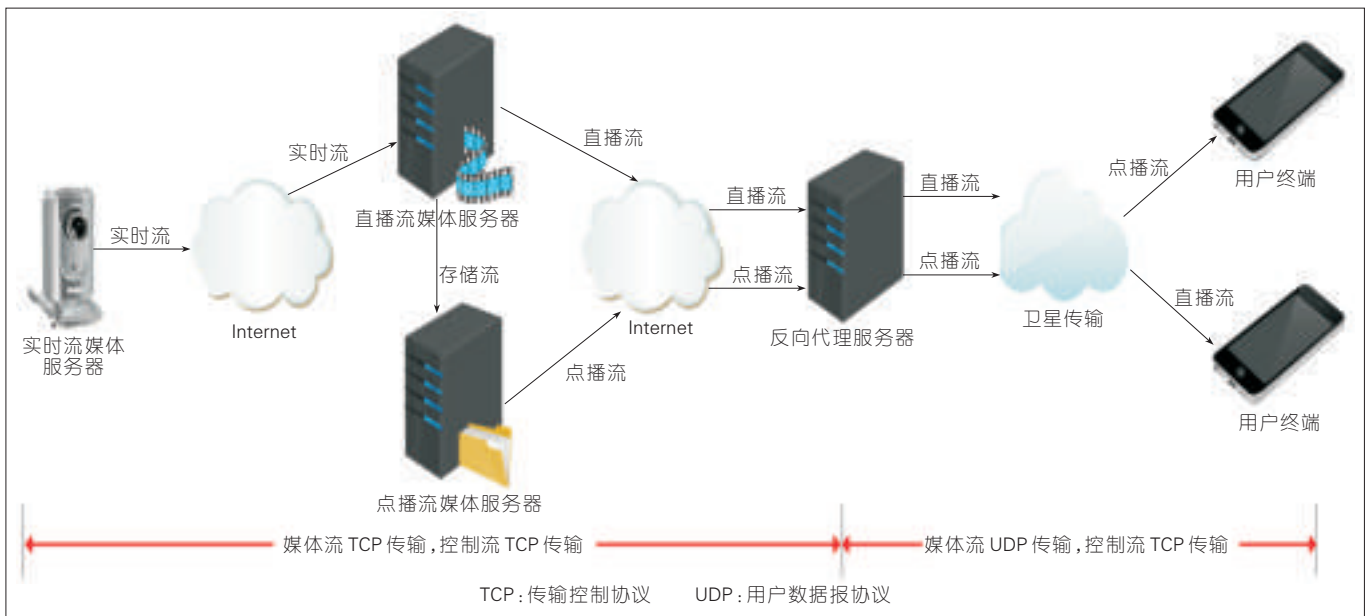 实时流
实时流媒体
服务器
Internet
实时流
直播流媒体服务器
存储流
点播流媒体服务器
直播流
点播流
Internet
直播流
点播流
反向代理服务器
直播流
点播流
卫星传输
点播流
用户终端
直播流
用户终端
媒体流 TCP 传输,控制流 TCP 传输
媒体流 UDP 传输,控制流 TCP 传输
TCP:传输控制协议 UDP:用户数据报协议